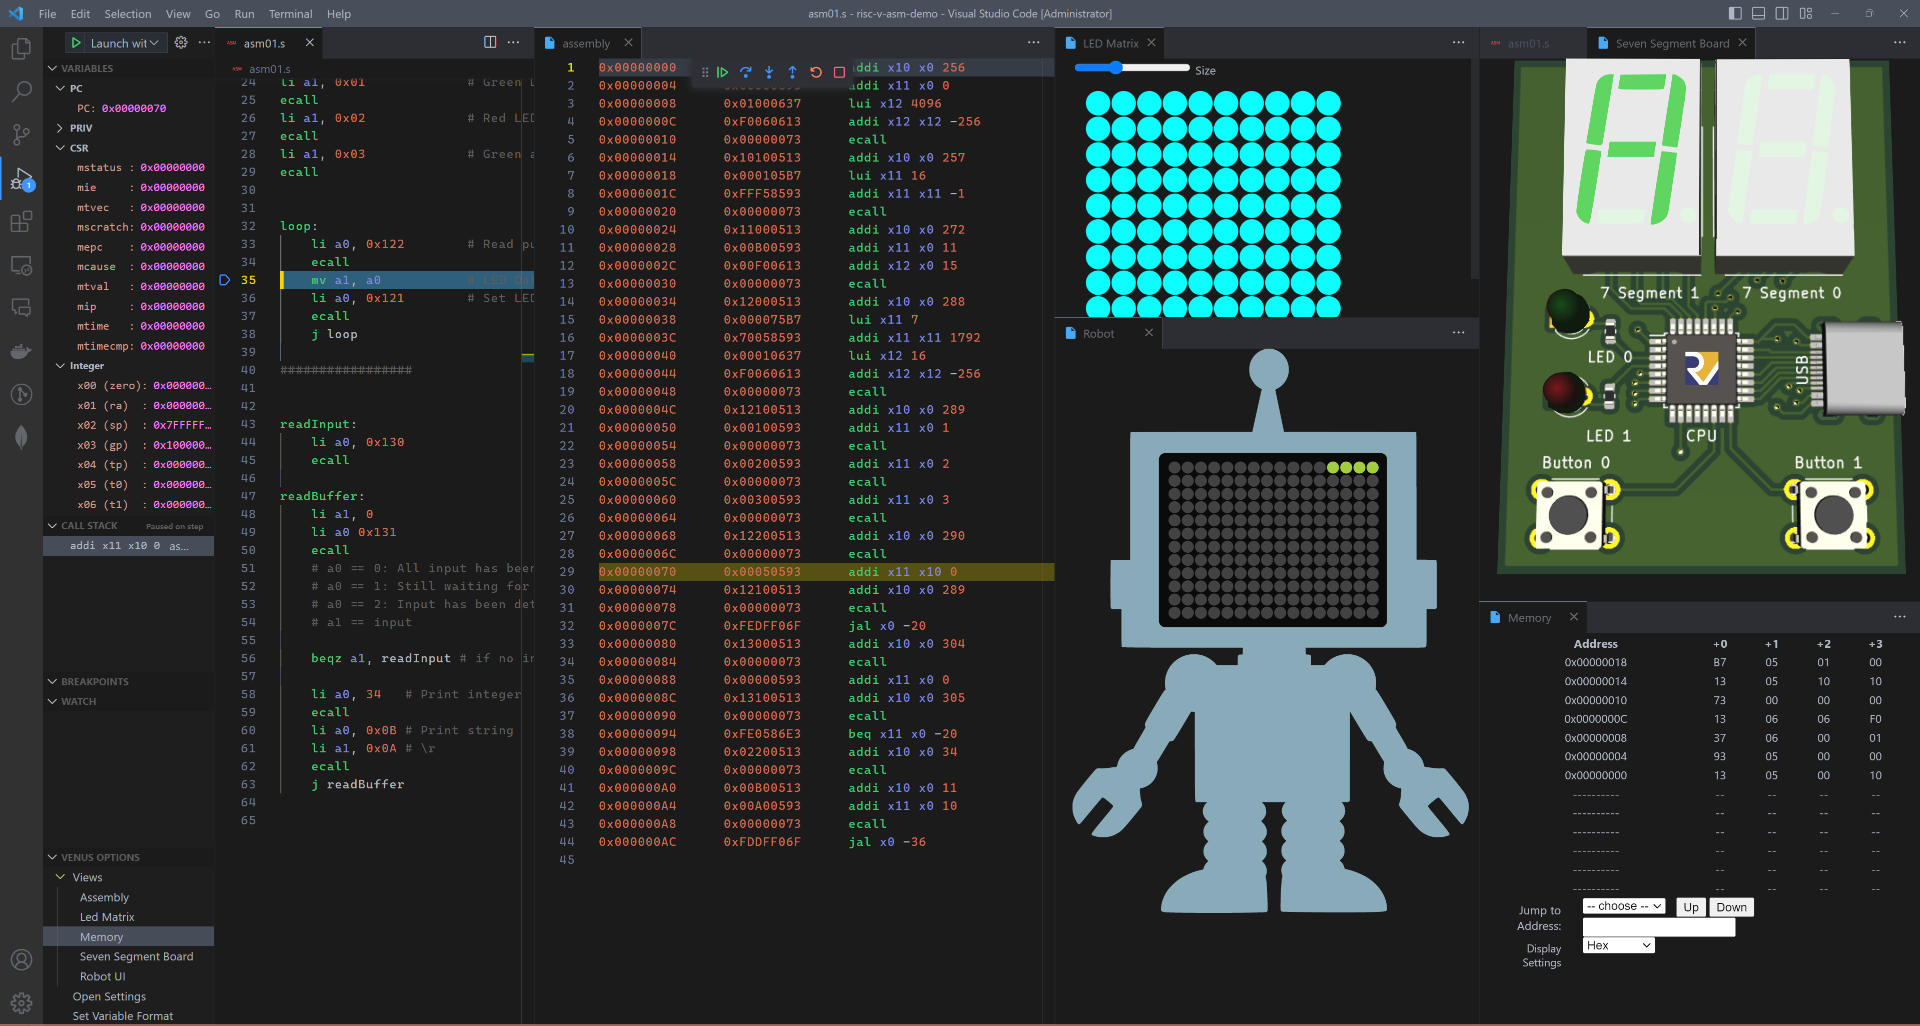 File Edit Selection View Go Run Terminal Help
asm01.s - risc-v-asm-demo - Visual Studio Code [Administrator]
Launch wit
VARIABLES
PC
PC: 0x00000070
PRIV
CSR
mstatus : 0x00000000
mie : 0x00000000
mtvec : 0x00000000
mscratch: 0x00000000
mepc : 0x00000000
mcause : 0x00000000
mtval : 0x00000000
mip : 0x00000000
mtime : 0x00000000
mtimecmp: 0x00000000
Integer
x00 (zero): 0x000000…
x01 (ra) : 0x000000…
x02 (sp) : 0x7FFFFF…
x03 (gp) : 0x100000…
x04 (tp) : 0x000000…
x05 (t0) : 0x000000…
x06 (t1) : 0x000000…
CALL STACK Paused on step
addi x11 x10 0 as...
BREAKPOINTS
WATCH
VENUS OPTIONS
Views
Assembly
Led Matrix
Memory
Seven Segment Board
Robot UI
Open Settings
Set Variable Format
1
ASM asm01.s
ASM asm01.s
24 li a1, 0x01 # Green
25 ecall
26 li a1, 0x02 # Red LED
27 ecall
28 li a1, 0x03 # Green
29 ecall
30
31
32 loop:
33 li a0, 0x122 # Read pu
34 ecall
35 mv a1, a0
36 li a0, 0x121 # Set LED
37 ecall
38 j loop
39
40 #################
41
42
43 readInput:
44 li a0, 0x130
45 ecall
46
47 readBuffer:
48 li a1, 0
49 li a0 0x131
50 ecall
51 # a0 == 0: All input has been
52 # a0 == 1: Still waiting for
53 # a0 == 2: Input has been det
54 # a1 == input
55
56 beqz a1, readInput # if no in
57
58 li a0, 34 # Print integer
59 ecall
60 li a0, 0x0B # Print string
61 li a1, 0x0A # \r
62 ecall
63 j readBuffer
64
65
assembly
1 0x00000000 ddi x10 x0 256
2 0x00000004 addi x11 x0 0
3 0x00000008 0x01000637 lui x12 4096
4 0x0000000C 0xF0060613 addi x12 x12 -256
5 0x00000010 0x00000073 ecall
6 0x00000014 0x10100513 addi x10 x0 257
7 0x00000018 0x000105B7 lui x11 16
8 0x0000001C 0xFFF58593 addi x11 x11 -1
9 0x00000020 0x00000073 ecall
10 0x00000024 0x11000513 addi x10 x0 272
11 0x00000028 0x00B00593 addi x11 x0 11
12 0x0000002C 0x00F00613 addi x12 x0 15
13 0x00000030 0x00000073 ecall
14 0x00000034 0x12000513 addi x10 x0 288
15 0x00000038 0x000075B7 lui x11 7
16 0x0000003C 0x70058593 addi x11 x11 1792
17 0x00000040 0x00010637 lui x12 16
18 0x00000044 0xF0060613 addi x12 x12 -256
19 0x00000048 0x00000073 ecall
20 0x0000004C 0x12100513 addi x10 x0 289
21 0x00000050 0x00100593 addi x11 x0 1
22 0x00000054 0x00000073 ecall
23 0x00000058 0x00200593 addi x11 x0 2
24 0x0000005C 0x00000073 ecall
25 0x00000060 0x00300593 addi x11 x0 3
26 0x00000064 0x00000073 ecall
27 0x00000068 0x12200513 addi x10 x0 290
28 0x0000006C 0x00000073 ecall
29 0x00000070 0x00050593 addi x11 x10 0
30 0x00000074 0x12100513 addi x10 x0 289
31 0x00000078 0x00000073 ecall
32 0x0000007C 0xFEDFF06F jal x0 -20
33 0x00000080 0x13000513 addi x10 x0 304
34 0x00000084 0x00000073 ecall
35 0x00000088 0x00000593 addi x11 x0 0
36 0x0000008C 0x13100513 addi x10 x0 305
37 0x00000090 0x00000073 ecall
38 0x00000094 0xFE0586E3 beq x11 x0 -20
39 0x00000098 0x02200513 addi x10 x0 34
40 0x0000009C 0x00000073 ecall
41 0x000000A0 0x00B00513 addi x10 x0 11
42 0x000000A4 0x00A00593 addi x11 x0 10
43 0x000000A8 0x00000073 ecall
44 0x000000AC 0xFDDFF06F jal x0 -36
45
LED Matrix
Size
Robot
ASM asm01.s
Seven Segment Board
7 Segment 1 7 Segment 0
LED 0
LED 1
CPU
USB
Button 0 Button 1
Memory
Address +0 +1 +2 +3
0x00000018 B7 05 01 00
0x00000014 13 05 10 10
0x00000010 73 00 00 00
0x0000000C 13 06 06 F0
0x00000008 37 06 00 01
0x00000004 93 05 00 00
0x00000000 13 05 00 10
---------- -- -- -- --
---------- -- -- -- --
---------- -- -- -- --
---------- -- -- -- --
---------- -- -- -- --
---------- -- -- -- --
Jump to Address: -- choose -- Up Down
Display Settings Hex